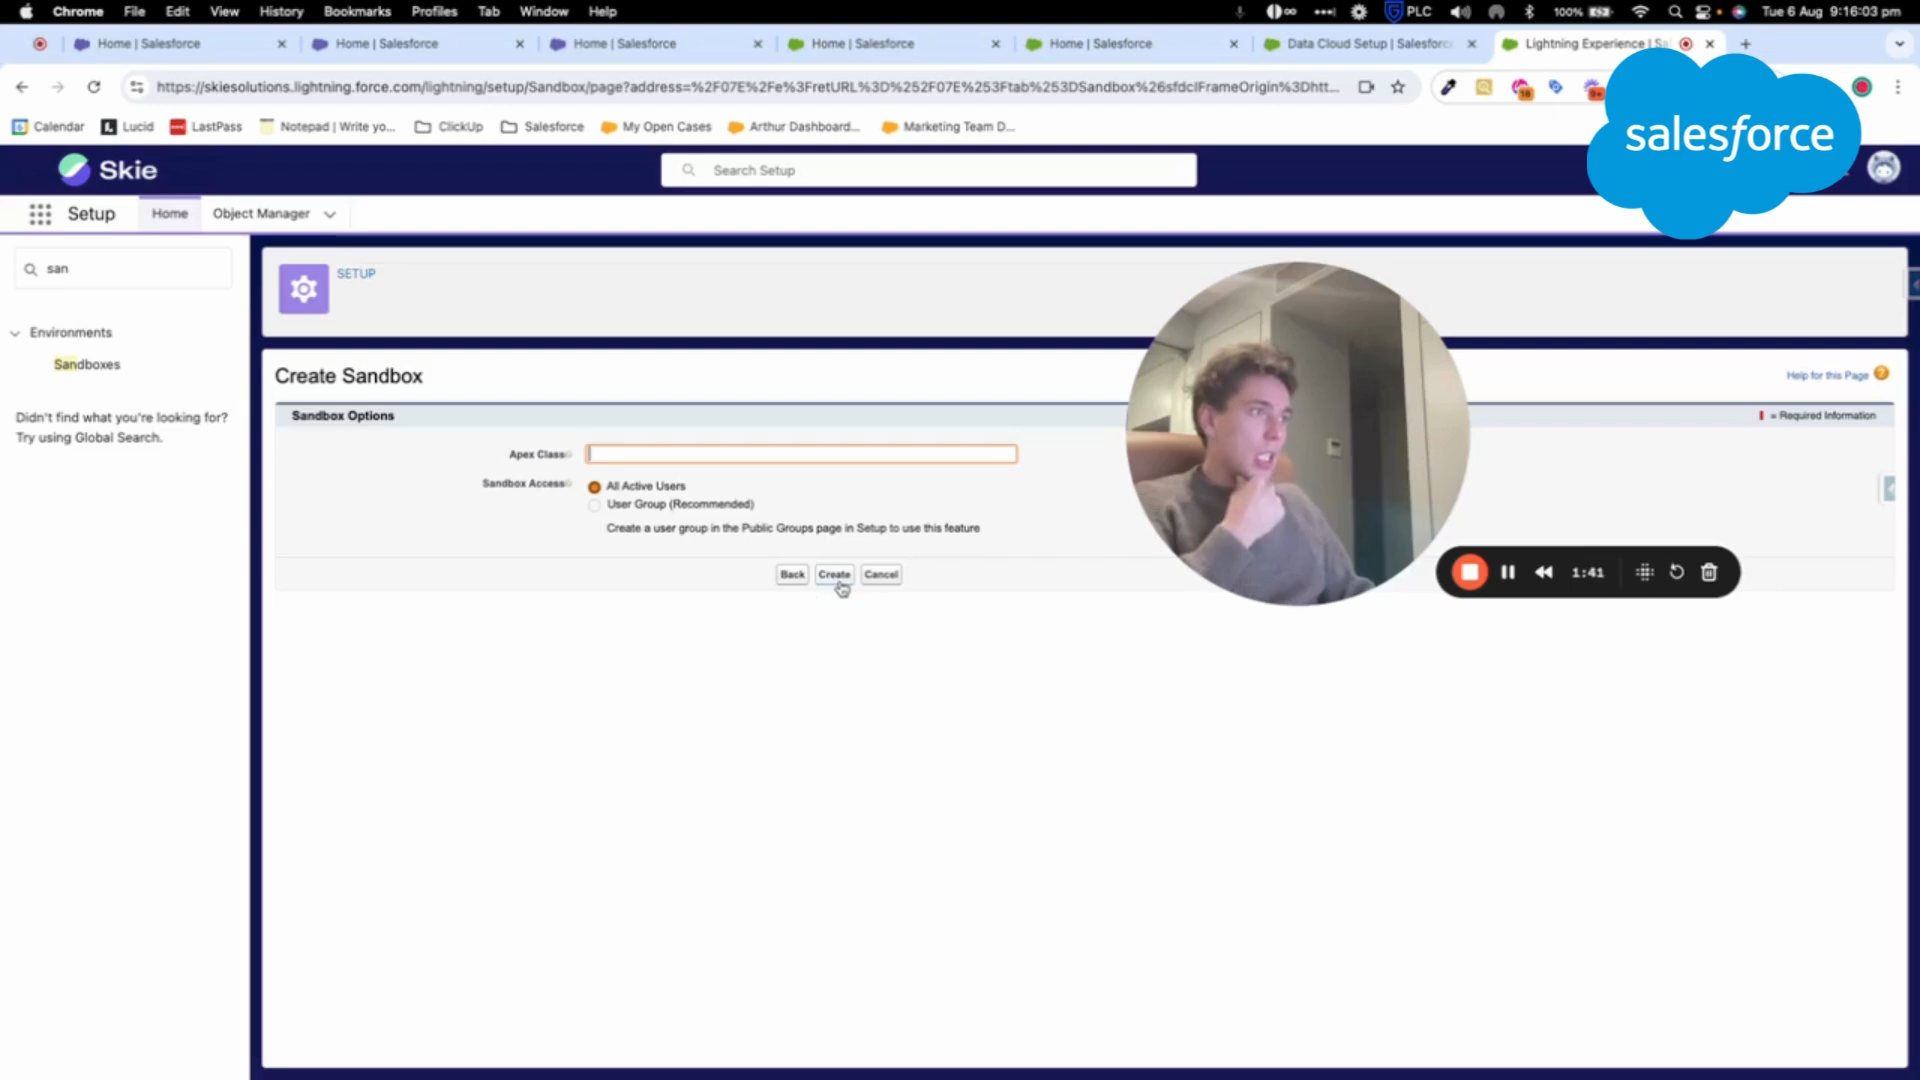 Chrome File Edit View History Bookmarks Profiles Tab Window Help PLC 100% Tue 6 Aug 9:16:03 pm
Home | Salesforce Home | Salesforce Home | Salesforce Home | Salesforce Home | Salesforce Data Cloud Setup | Salesforc Lightning Experience | Sa
https://skiesolutions.lightning.force.com/lightning/setup/Sandbox/page?address=%2F07E%2Fe%3FretURL%3D%252F07E%253Ftab%253DSandbox%26sfdcIFrameOrigin%3Dhtt... 18 9+
Calendar Lucid LastPass Notepad | Write yo... ClickUp Salesforce My Open Cases Arthur Dashboard... Marketing Team D...
salesforce
Skie
Search Setup
Setup Home Object Manager
san
SETUP
Environments
Sandboxes
Didn't find what you're looking for?
Try using Global Search.
Create Sandbox
Help for this Page
Sandbox Options
= Required Information
Apex Class
Sandbox Access All Active Users
User Group (Recommended)
Create a user group in the Public Groups page in Setup to use this feature
Back Create Cancel
1:41